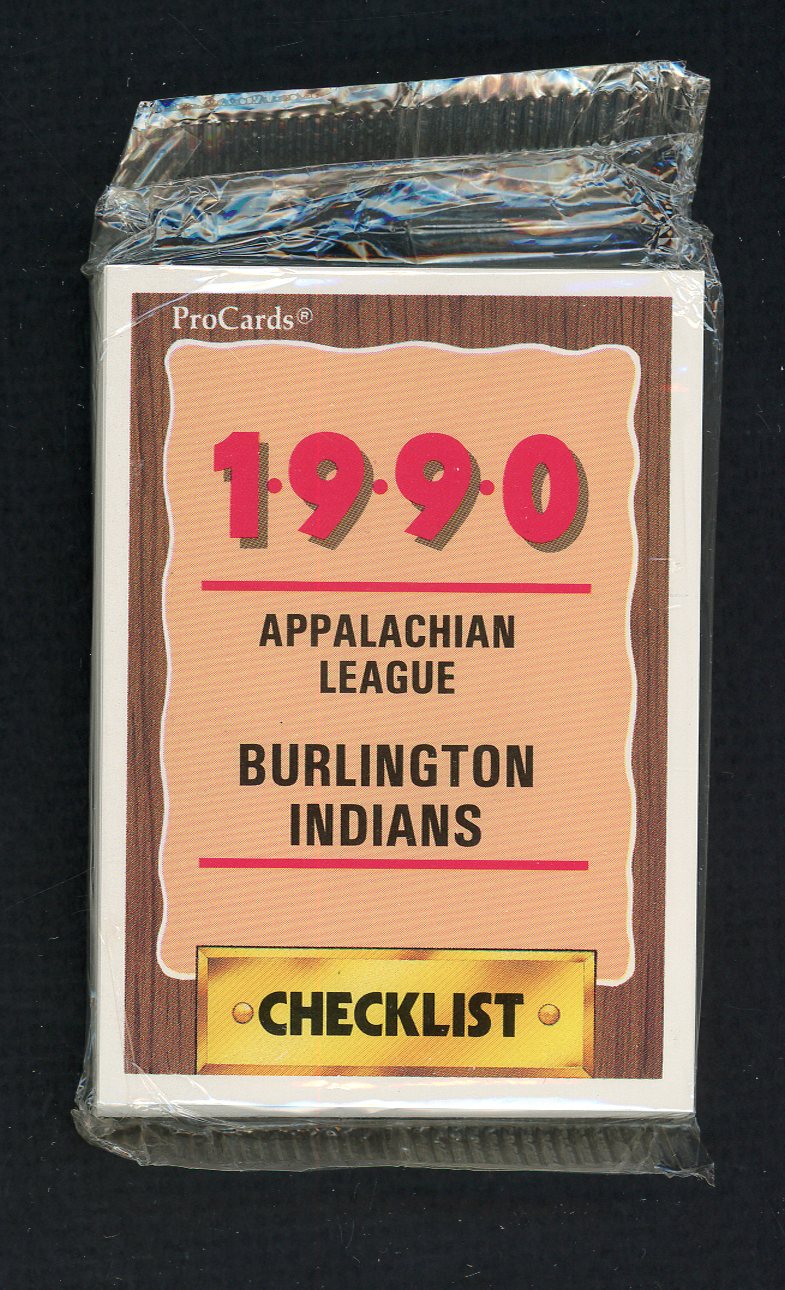 ProCards®
1·9·9·0
APPALACHIAN
LEAGUE
BURLINGTON
INDIANS
CHECKLIST